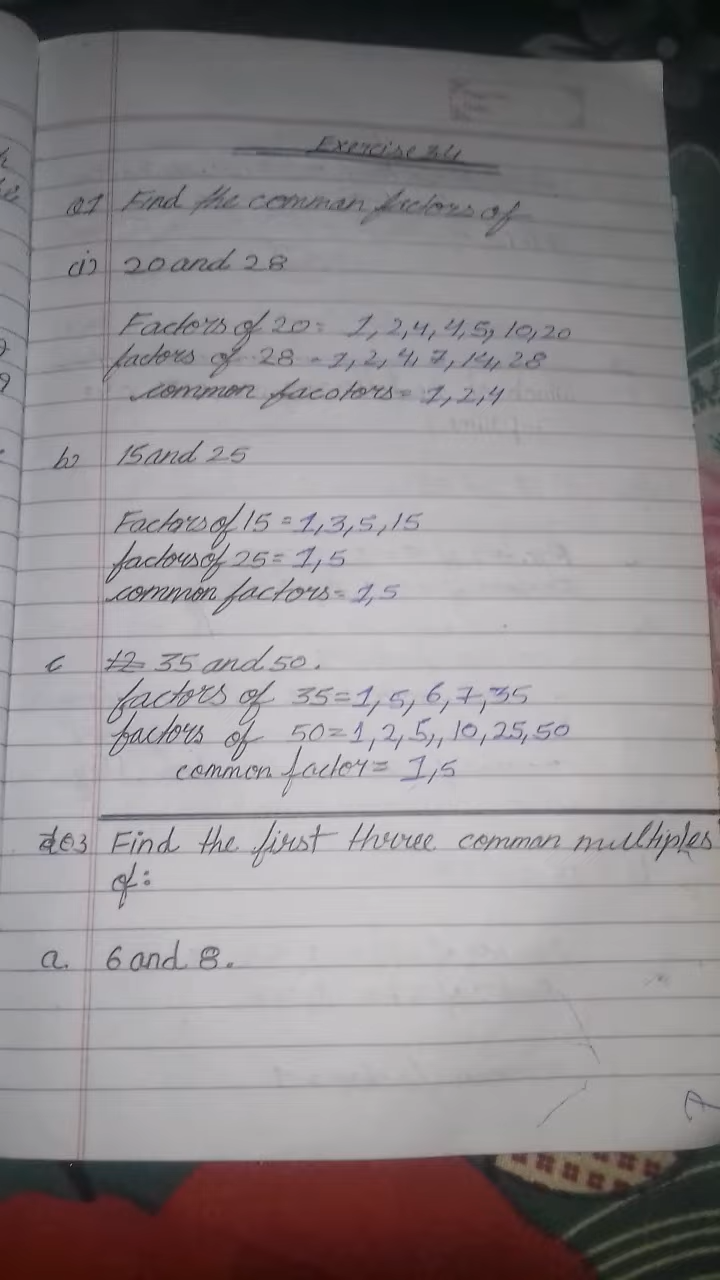 Exercise 3.4
Q1 Find the comman factors of
(i) 20 and 28
Factors of 20 = 1, 2, 4, 4, 5, 10, 20
factors of 28 - 1, 2, 4, 7, 14, 28
common facotors = 1, 2, 4
b) 15 and 25
Factors of 15 = 1, 3, 5, 15
factors of 25 = 1, 5
common factors = 1, 5
c 35 and 50.
factors of 35 = 1, 5, 6, 7, 35
factors of 50 = 1, 2, 5,, 10, 25, 50
common factor = 1, 5
Q3 Find the first thrree comman multiples
of:
a. 6 and 8.